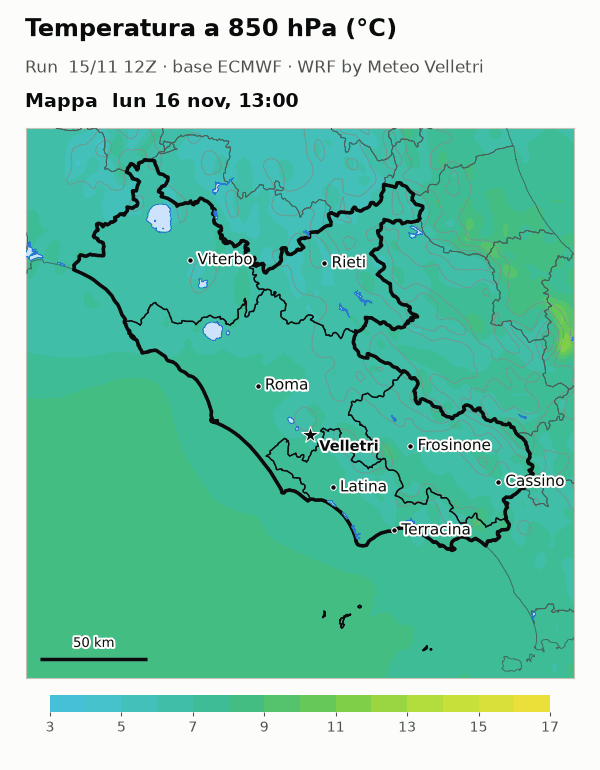 Temperatura a 850 hPa (°C)
Run  15/11 12Z · base ECMWF · WRF by Meteo Velletri
Mappa  lun 16 nov, 13:00
Viterbo
Rieti
Roma
Velletri
Frosinone
Cassino
Latina
Terracina
50 km
3 5 7 9 11 13 15 17